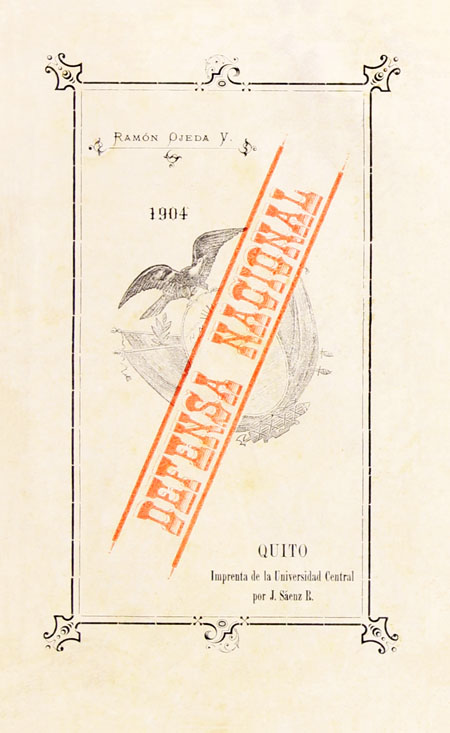 RAMÓN OJEDA V.
1904
DEFENSA NACIONAL
QUITO
Imprenta de la Universidad Central
por J. Sáenz R.